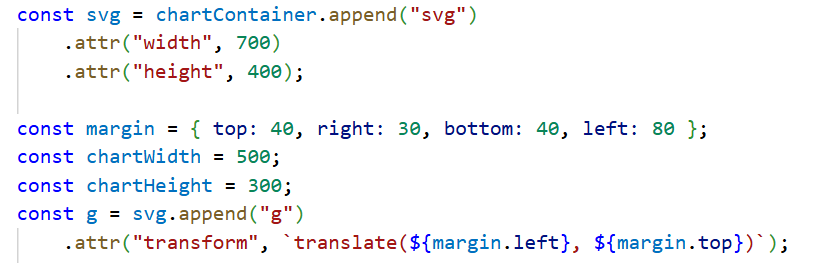 const svg = chartContainer.append("svg")
.attr("width", 700)
.attr("height", 400);
const margin = { top: 40, right: 30, bottom: 40, left: 80 };
const chartWidth = 500;
const chartHeight = 300;
const g = svg.append("g")
.attr("transform", `translate(${margin.left}, ${margin.top})`);